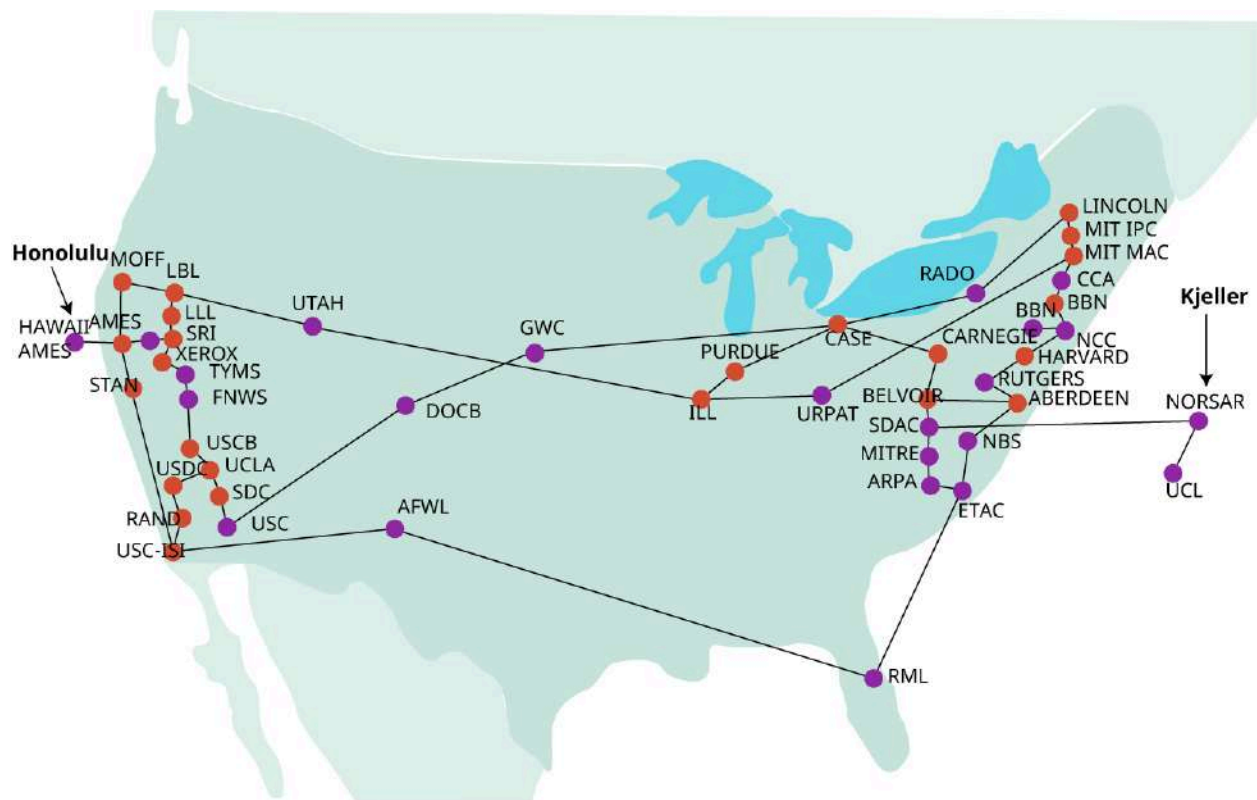 LINCOLN
MIT IPC
MIT MAC
Honolulu
MOFF
LBL
RADO
CCA
Kjeller
UTAH
LLL
BBN
HAWAII
AMES
SRI
GWC
BBN
AMES
XEROX
PURDUE
CASE
CARNEGIE
NCC
HARVARD
TYMS
STAN
RUTGERS
FNWS
DOCB
ILL
URPAT
BELVOIR
ABERDEEN
NORSAR
SDAC
USCB
MITRE
NBS
USDC
UCLA
SDC
ARPA
UCL
RAND
USC
AFWL
ETAC
USC-ISI
RML